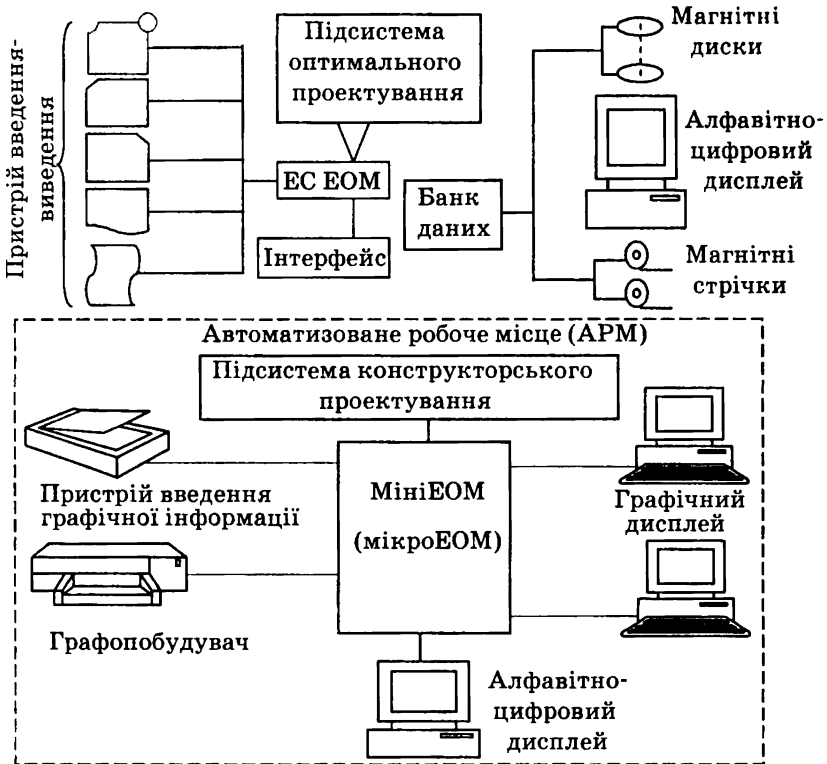 Пристрій введення-
виведення
Підсистема
оптимального
проектування
ЕС ЕОМ
Інтерфейс
Банк
даних
Магнітні
диски
Алфавітно-
цифровий
дисплей
Магнітні
стрічки
Автоматизоване робоче місце (АРМ)
Підсистема конструкторського
проектування
Пристрій введення
графічної інформації
Графопобудувач
МініЕОМ
(мікроЕОМ)
Графічний
дисплей
Алфавітно-
цифровий
дисплей